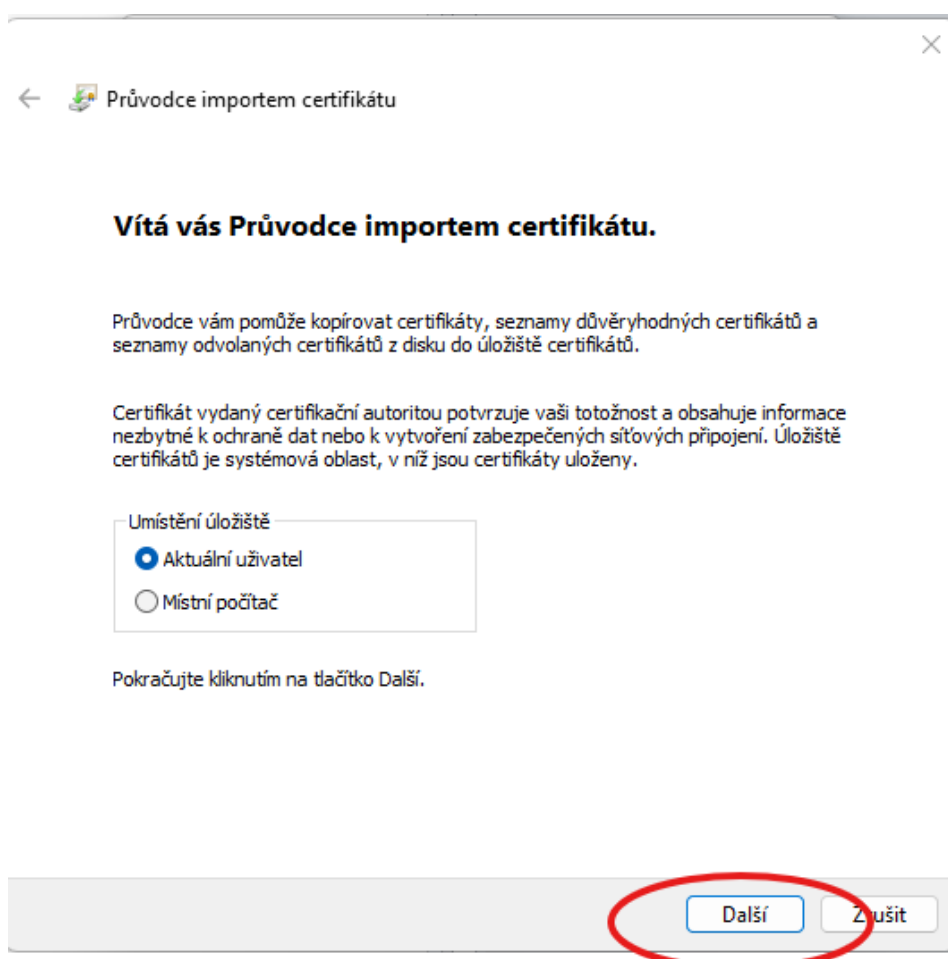 Průvodce importem certifikátu
Vítá vás Průvodce importem certifikátu.
Průvodce vám pomůže kopírovat certifikáty, seznamy důvěryhodných certifikátů a
seznamy odvolaných certifikátů z disku do úložiště certifikátů.
Certifikát vydaný certifikační autoritou potvrzuje vaši totožnost a obsahuje informace
nezbytné k ochraně dat nebo k vytvoření zabezpečených síťových připojení. Úložiště
certifikátů je systémová oblast, v níž jsou certifikáty uloženy.
Umístění úložiště
Aktuální uživatel
Místní počítač
Pokračujte kliknutím na tlačítko Další.
Další
Zrušit